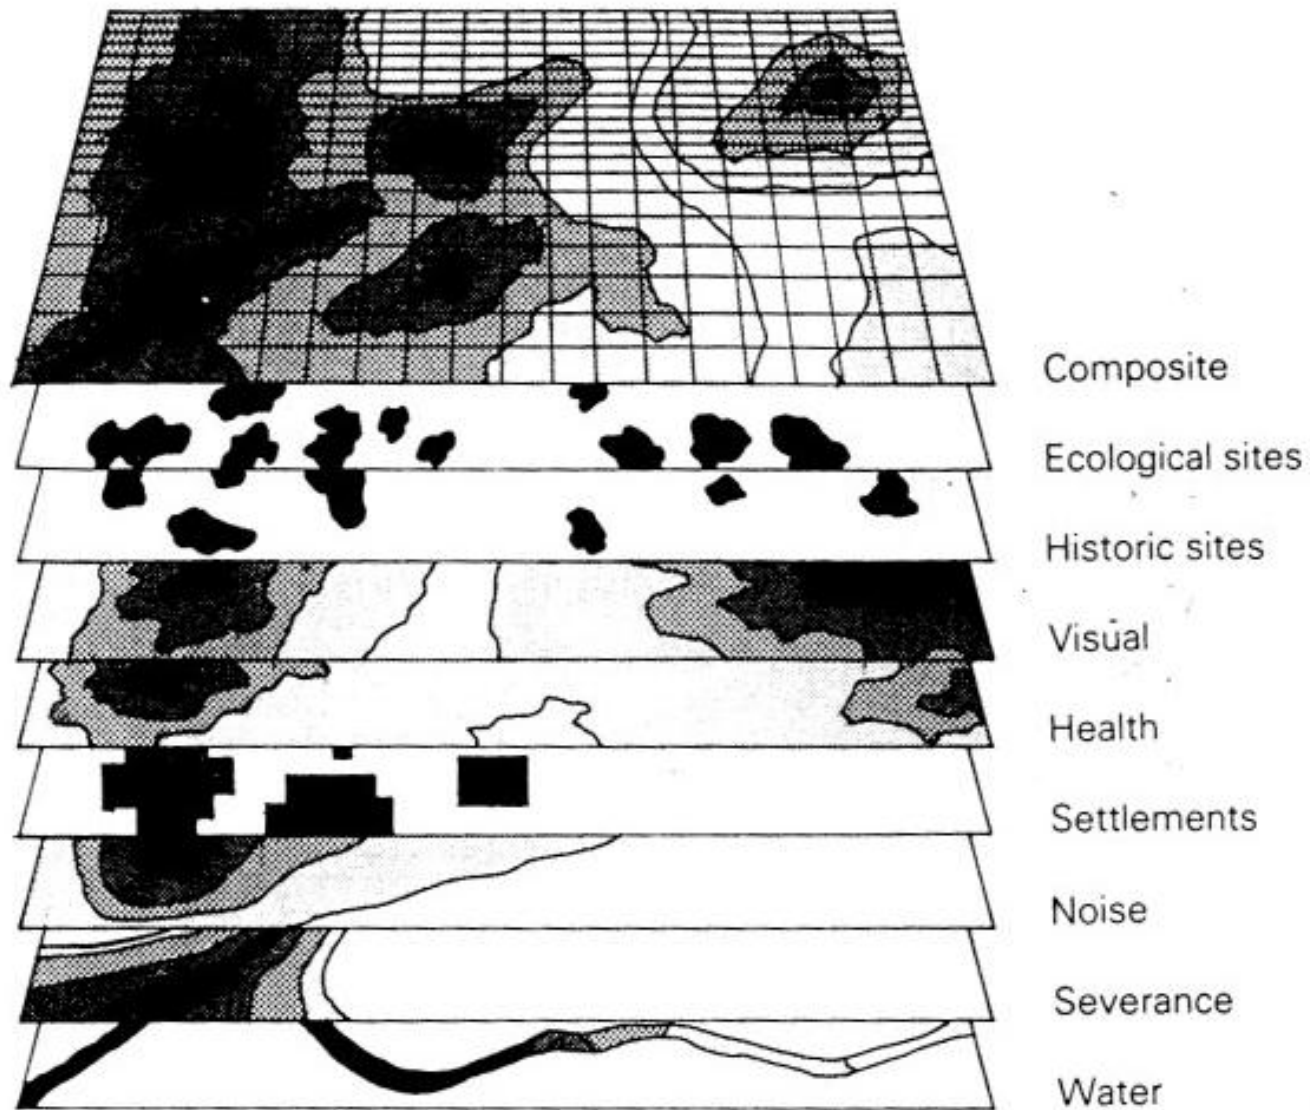 Composite
Ecological sites
Historic sites
Visual
Health
Settlements
Noise
Severance
Water